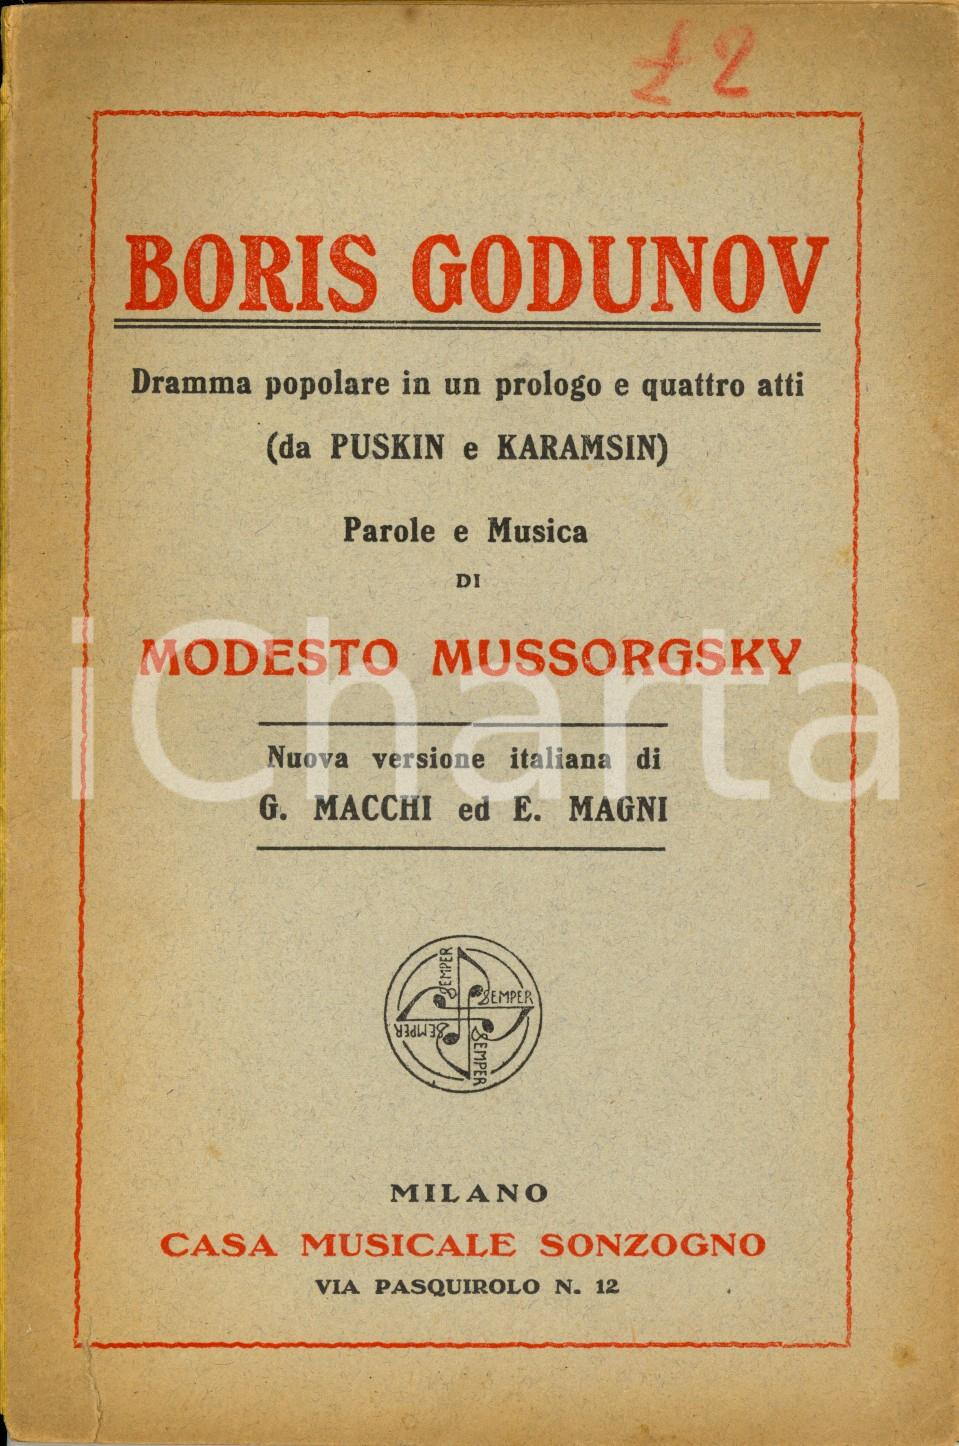 £2
BORIS GODUNOV
Dramma popolare in un prologo e quattro atti
(da PUSKIN e KARAMSIN)
Parole e Musica
DI
MODESTO MUSSORGSKY
iCharta
Nuova versione italiana di
G. MACCHI ed E. MAGNI
SEMPER
SEMPER
SEMPER
SEMPER
MILANO
CASA MUSICALE SONZOGNO
VIA PASQUIROLO N. 12